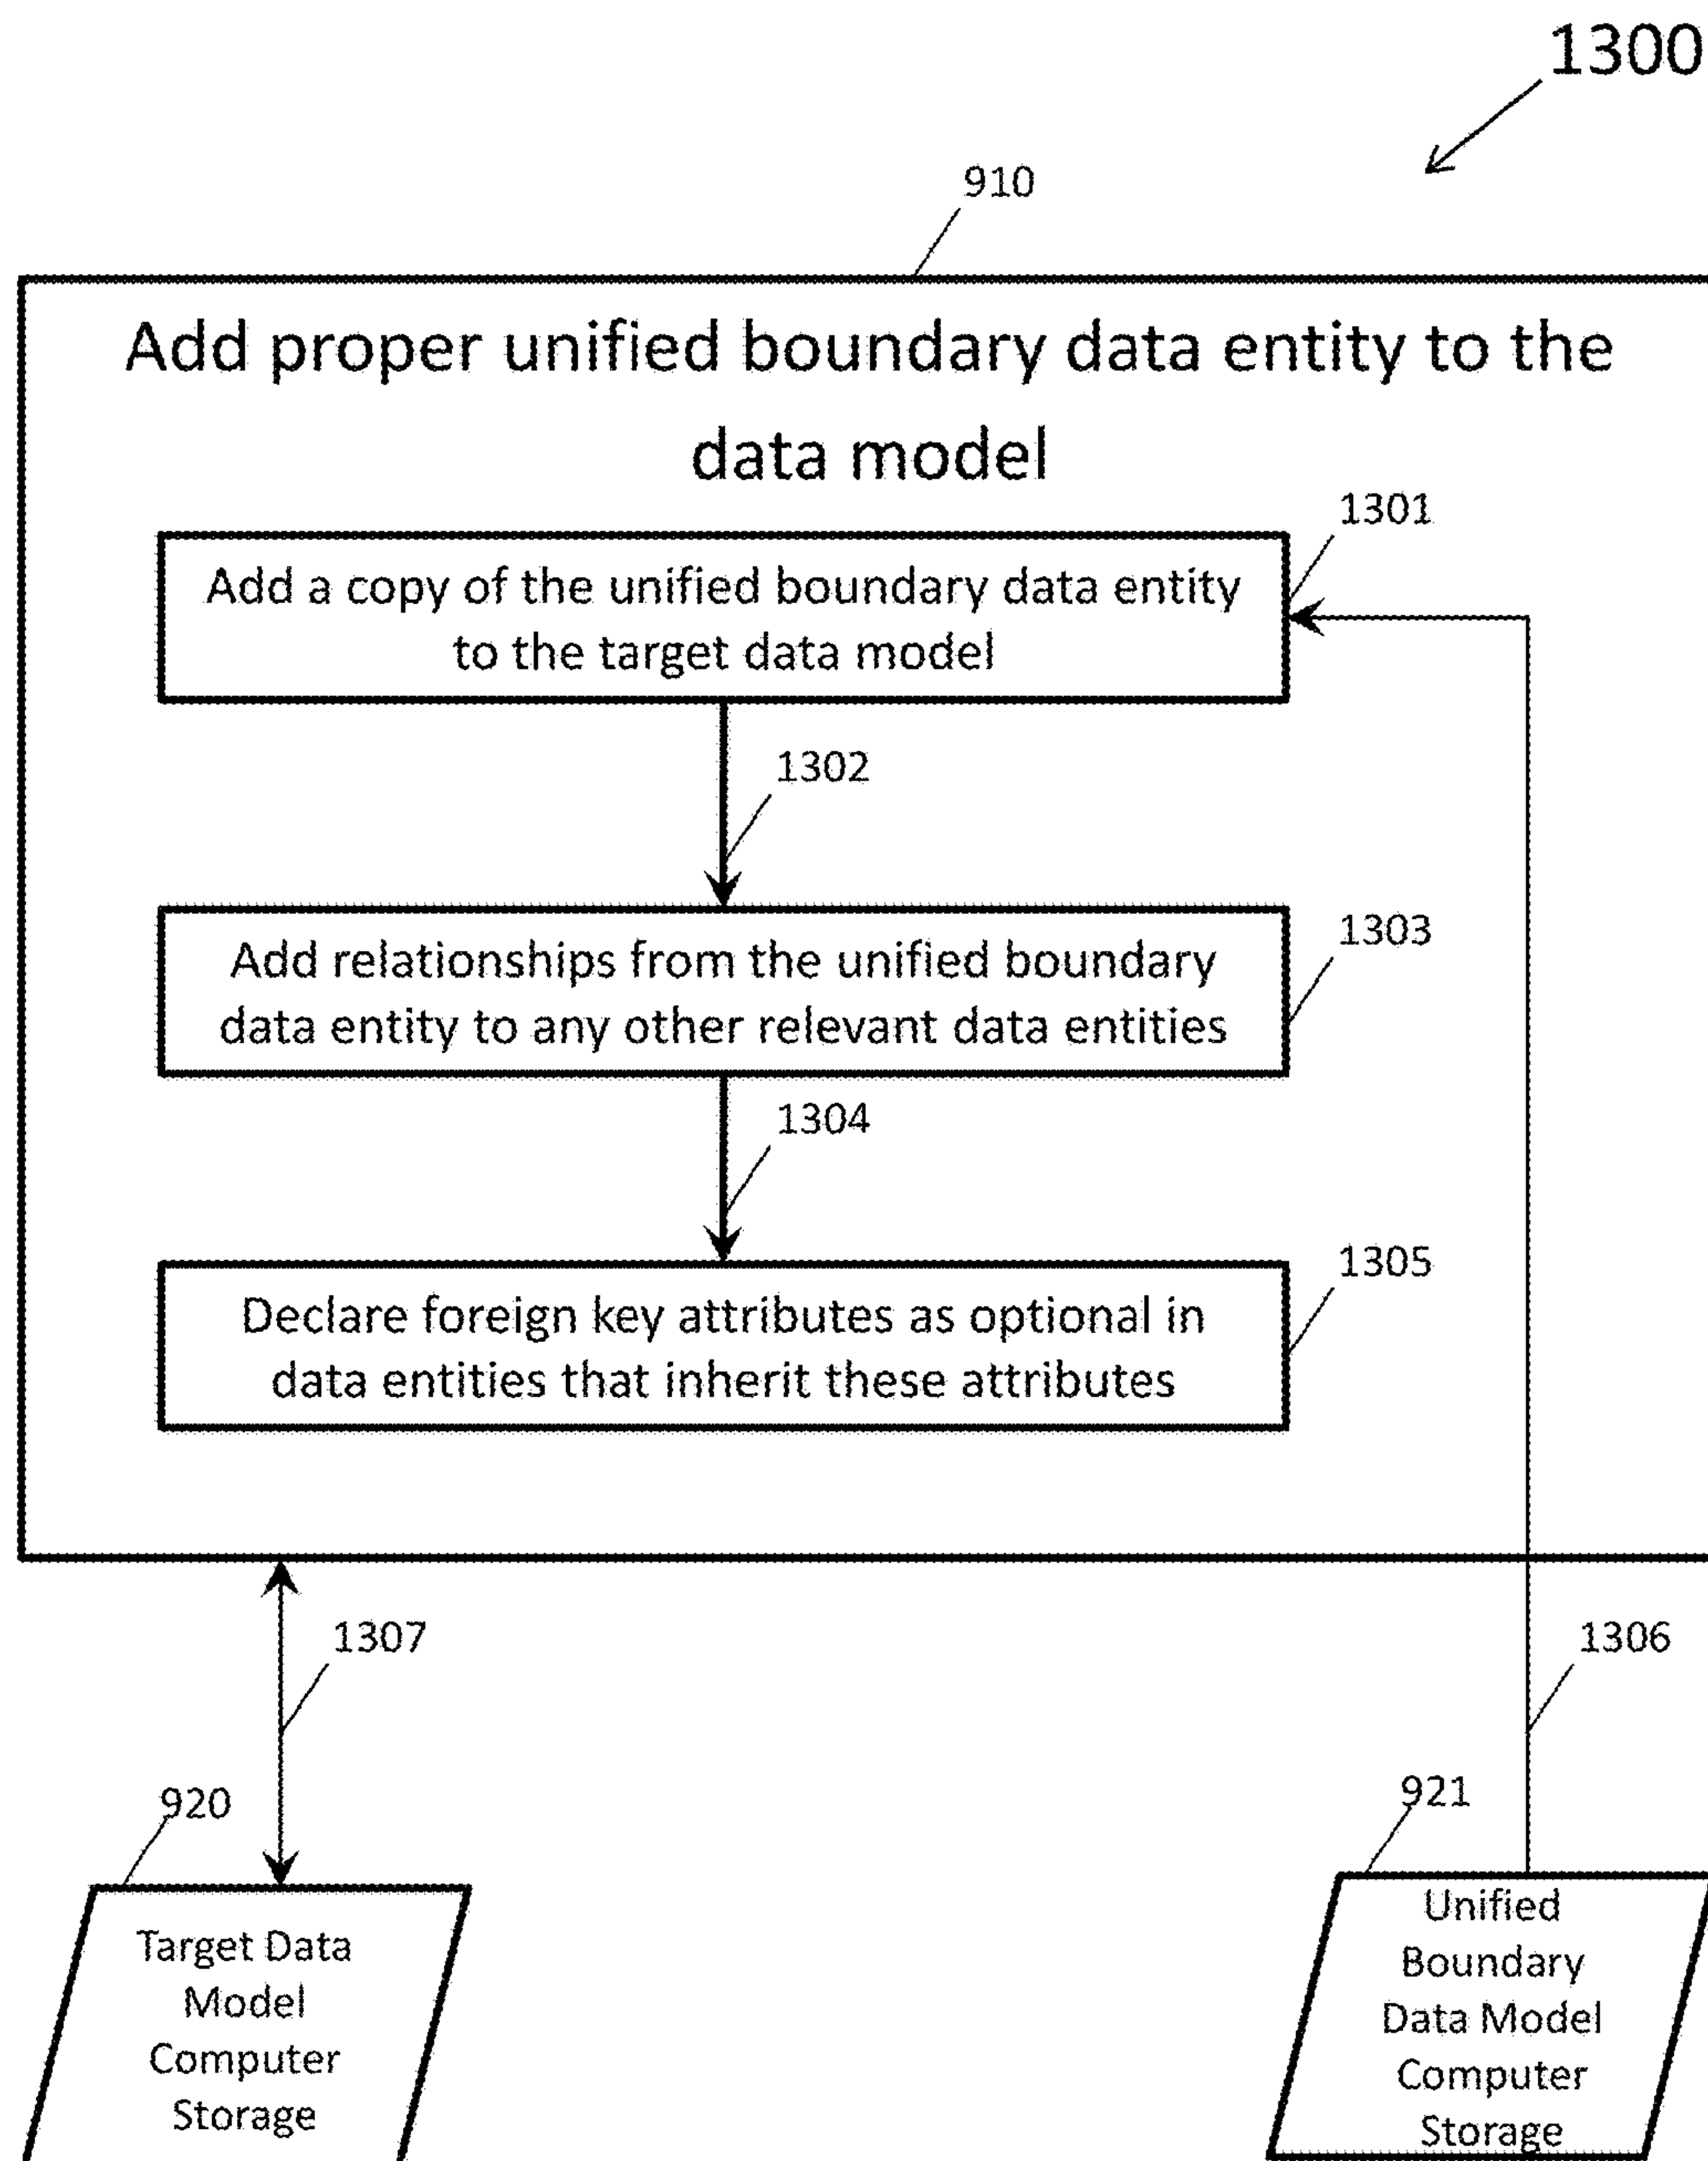 1300
910
Add proper unified boundary data entity to the
data model
1301
Add a copy of the unified boundary data entity
to the target data model
1302
1303
Add relationships from the unified boundary
data entity to any other relevant data entities
1304
1305
Declare foreign key attributes as optional in
data entities that inherit these attributes
1307
1306
920
921
Target Data
Model
Computer
Storage
Unified
Boundary
Data Model
Computer
Storage